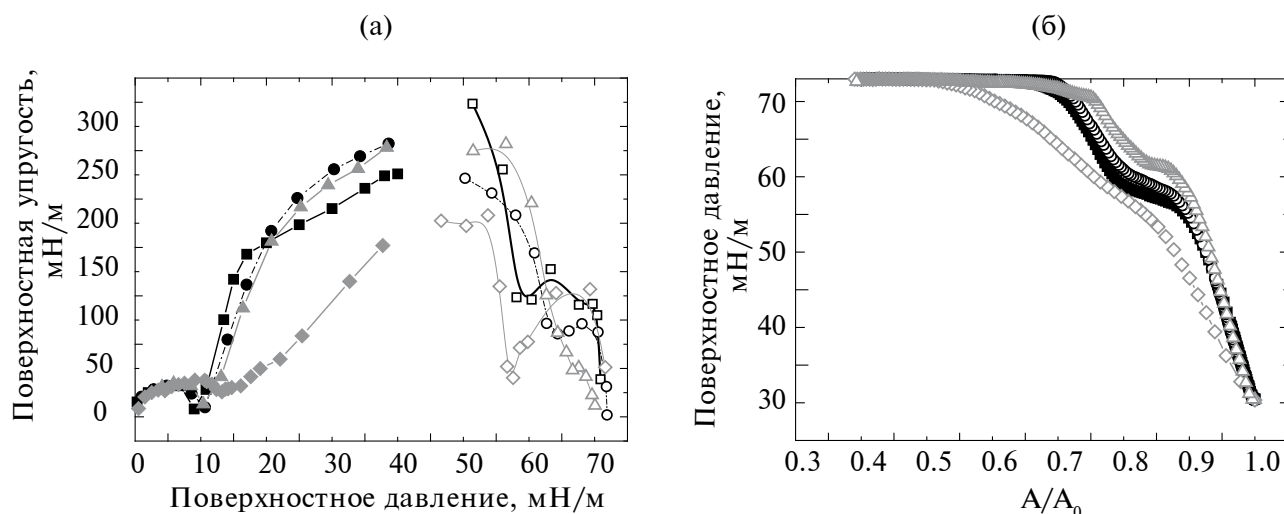 (а)
Поверхностная упругость,
мН/м
300
250
200
150
100
50
0
0 10 20 30 40 50 60 70
Поверхностное давление, мН/м
(б)
Поверхностное давление,
мН/м
70
60
50
40
30
0.3 0.4 0.5 0.6 0.7 0.8 0.9 1.0
A/A₀